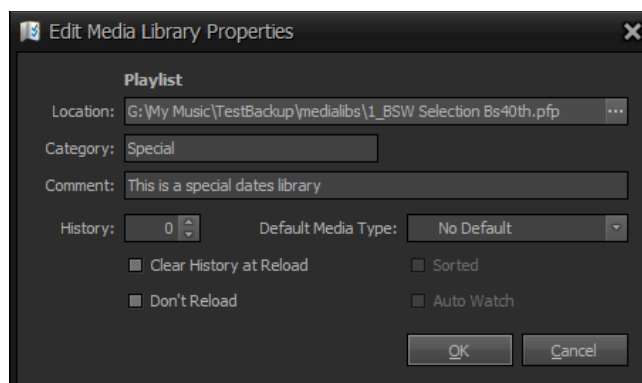 Edit Media Library Properties
Playlist
Location: G:\My Music\TestBackup\medialibs\1_BSW Selection Bs40th.pfp ...
Category: Special
Comment: This is a special dates library
History: 0 Default Media Type: No Default
Clear History at Reload Sorted
Don't Reload Auto Watch
OK Cancel